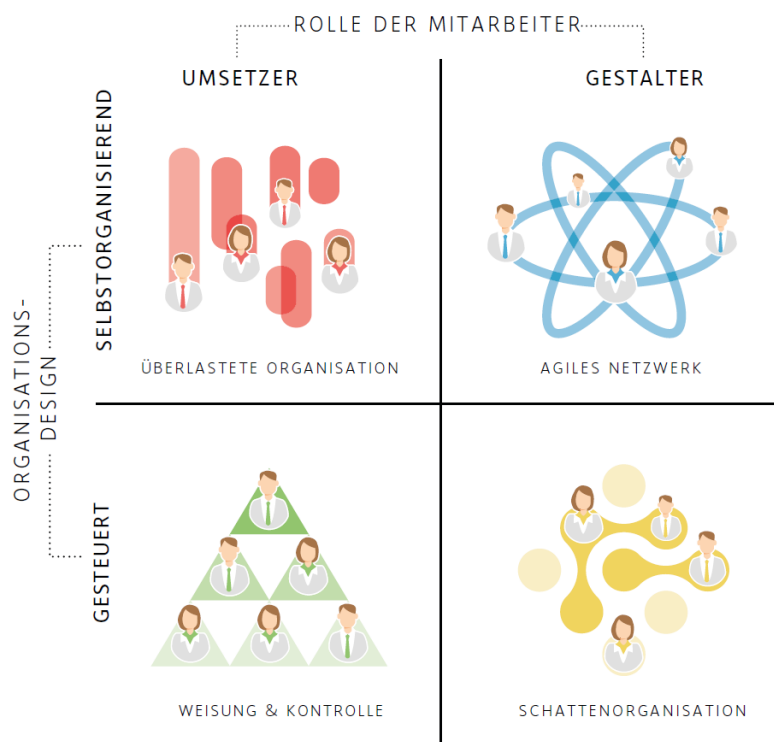 ROLLE DER MITARBEITER
UMSETZER
GESTALTER
ORGANISATIONS-
DESIGN
SELBSTORGANISIEREND
ÜBERLASTETE ORGANISATION
AGILES NETZWERK
GESTEUERT
WEISUNG & KONTROLLE
SCHATTENORGANISATION